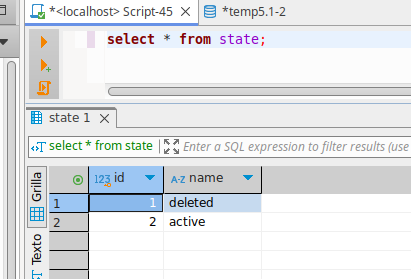 *<localhost> Script-45 *temp5.1-2
select * from state;
state 1
select * from state Enter a SQL expression to filter results (use
Grilla
Texto
123 id A-Z name
1 1 deleted
2 2 active